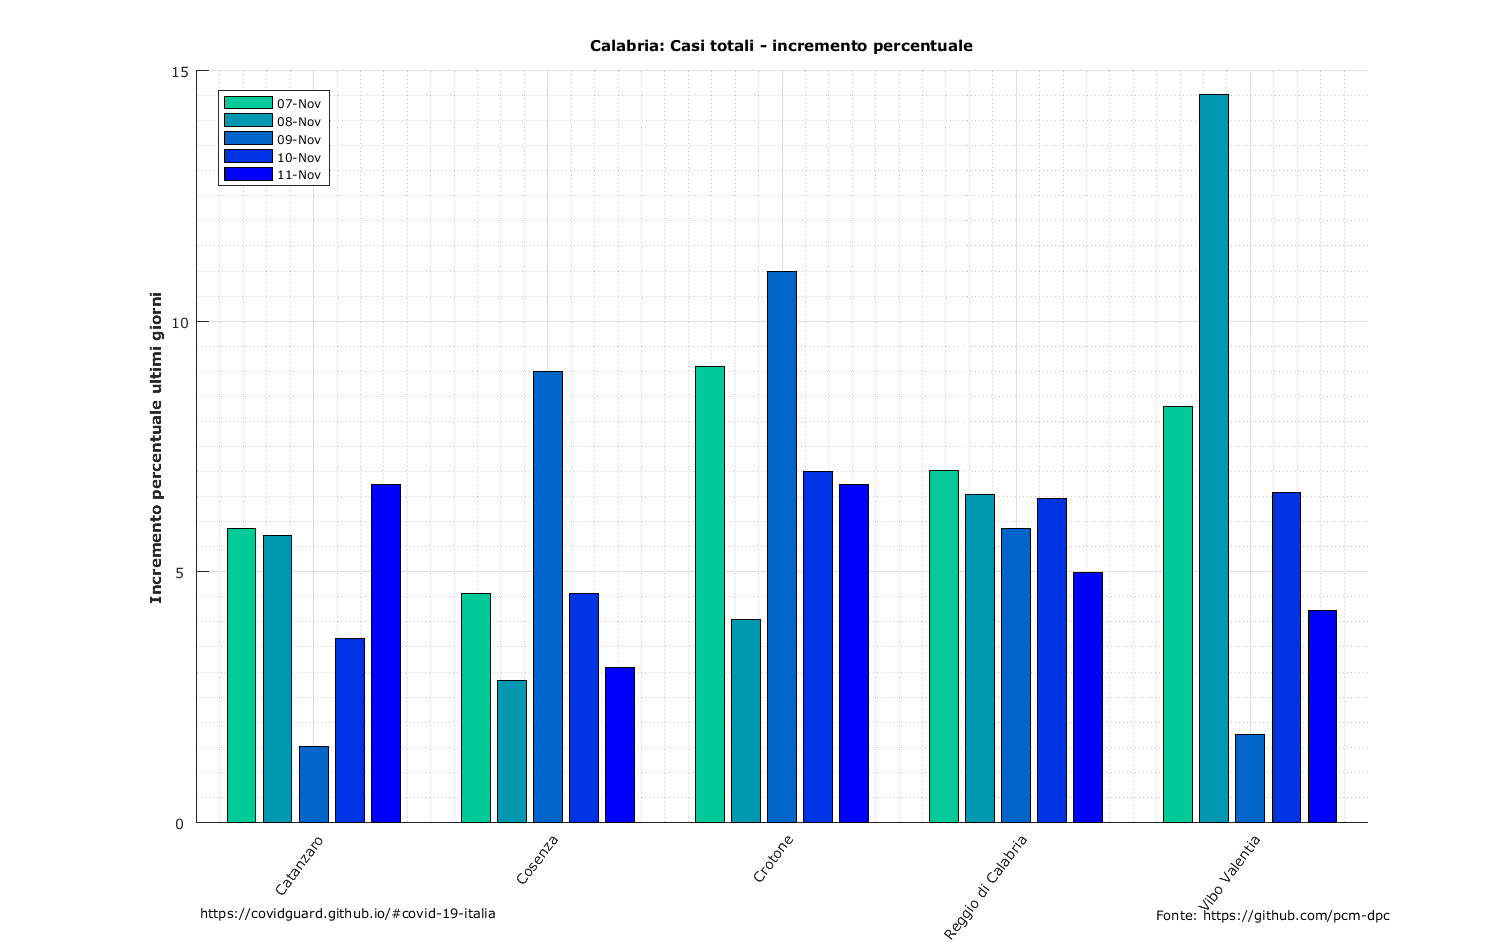 Calabria: Casi totali - incremento percentuale
15
07-Nov
08-Nov
09-Nov
10-Nov
11-Nov
Incremento percentuale ultimi giorni
10
5
0
Catanzaro
Cosenza
Crotone
Reggio di Calabria
Vibo Valentia
https://covidguard.github.io/#covid-19-italia
Fonte: https://github.com/pcm-dpc